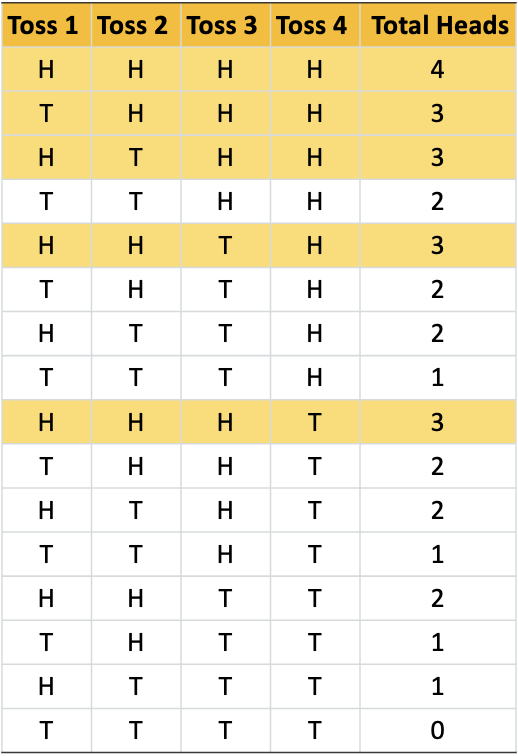 Toss 1 Toss 2 Toss 3 Toss 4 Total Heads
H H H H 4
T H H H 3
H T H H 3
T T H H 2
H H T H 3
T H T H 2
H T T H 2
T T T H 1
H H H T 3
T H H T 2
H T H T 2
T T H T 1
H H T T 2
T H T T 1
H T T T 1
T T T T 0